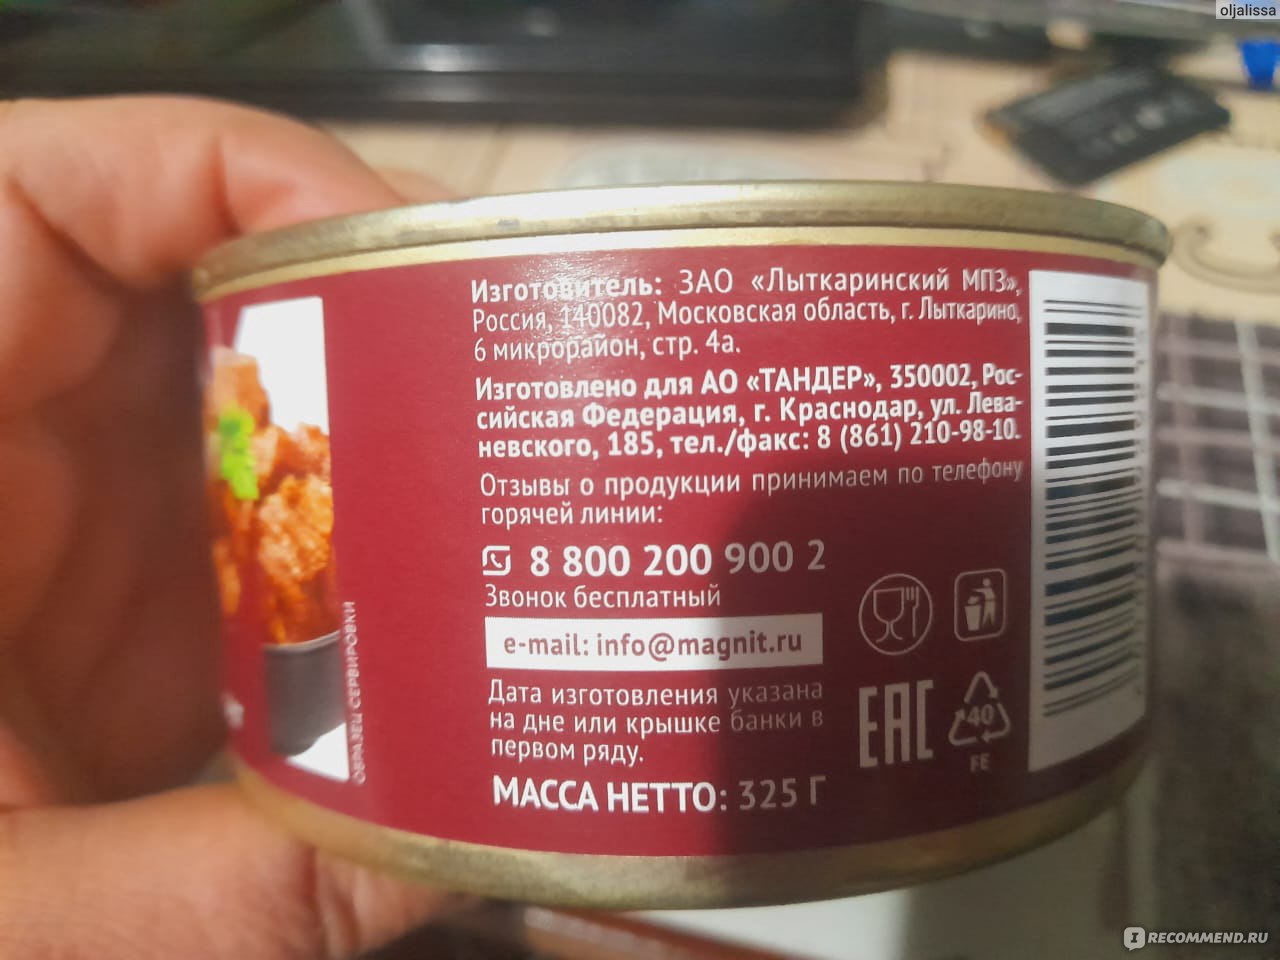 oljalissa
Изготовитель: ЗАО «Лыткаринский МПЗ»,
Россия, 140082, Московская область, г. Лыткарино,
6 микрорайон, стр. 4а.
Изготовлено для АО «ТАНДЕР», 350002, Рос-
сийская Федерация, г. Краснодар, ул. Лева-
невского, 185, тел./факс: 8 (861) 210-98-10.
Отзывы о продукции принимаем по телефону
горячей линии:
8 800 200 900 2
Звонок бесплатный
e-mail: info@magnit.ru
Дата изготовления указана
на дне или крышке банки в
первом ряду.
МАССА НЕТТО: 325 Г
ОБРАЗЕЦ СЕРВИРОВКИ
EAC
40
FE
IRECOMMEND.RU